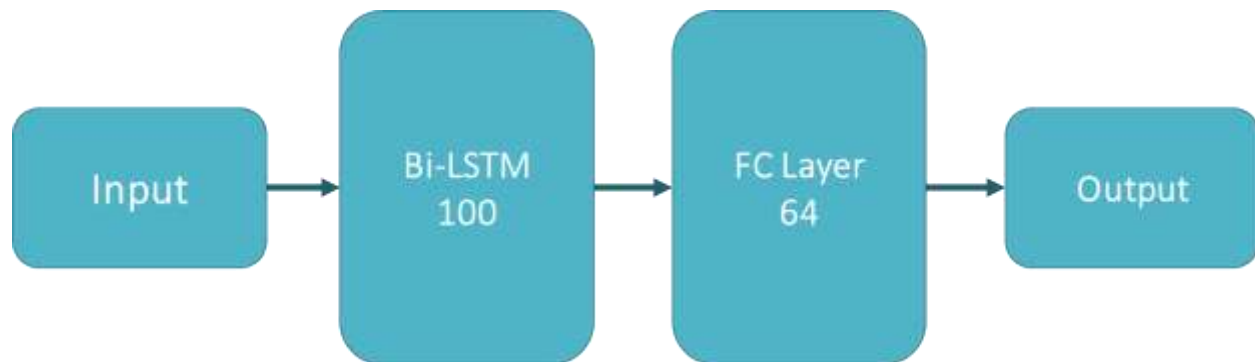 Input
Bi-LSTM
100
FC Layer
64
Output